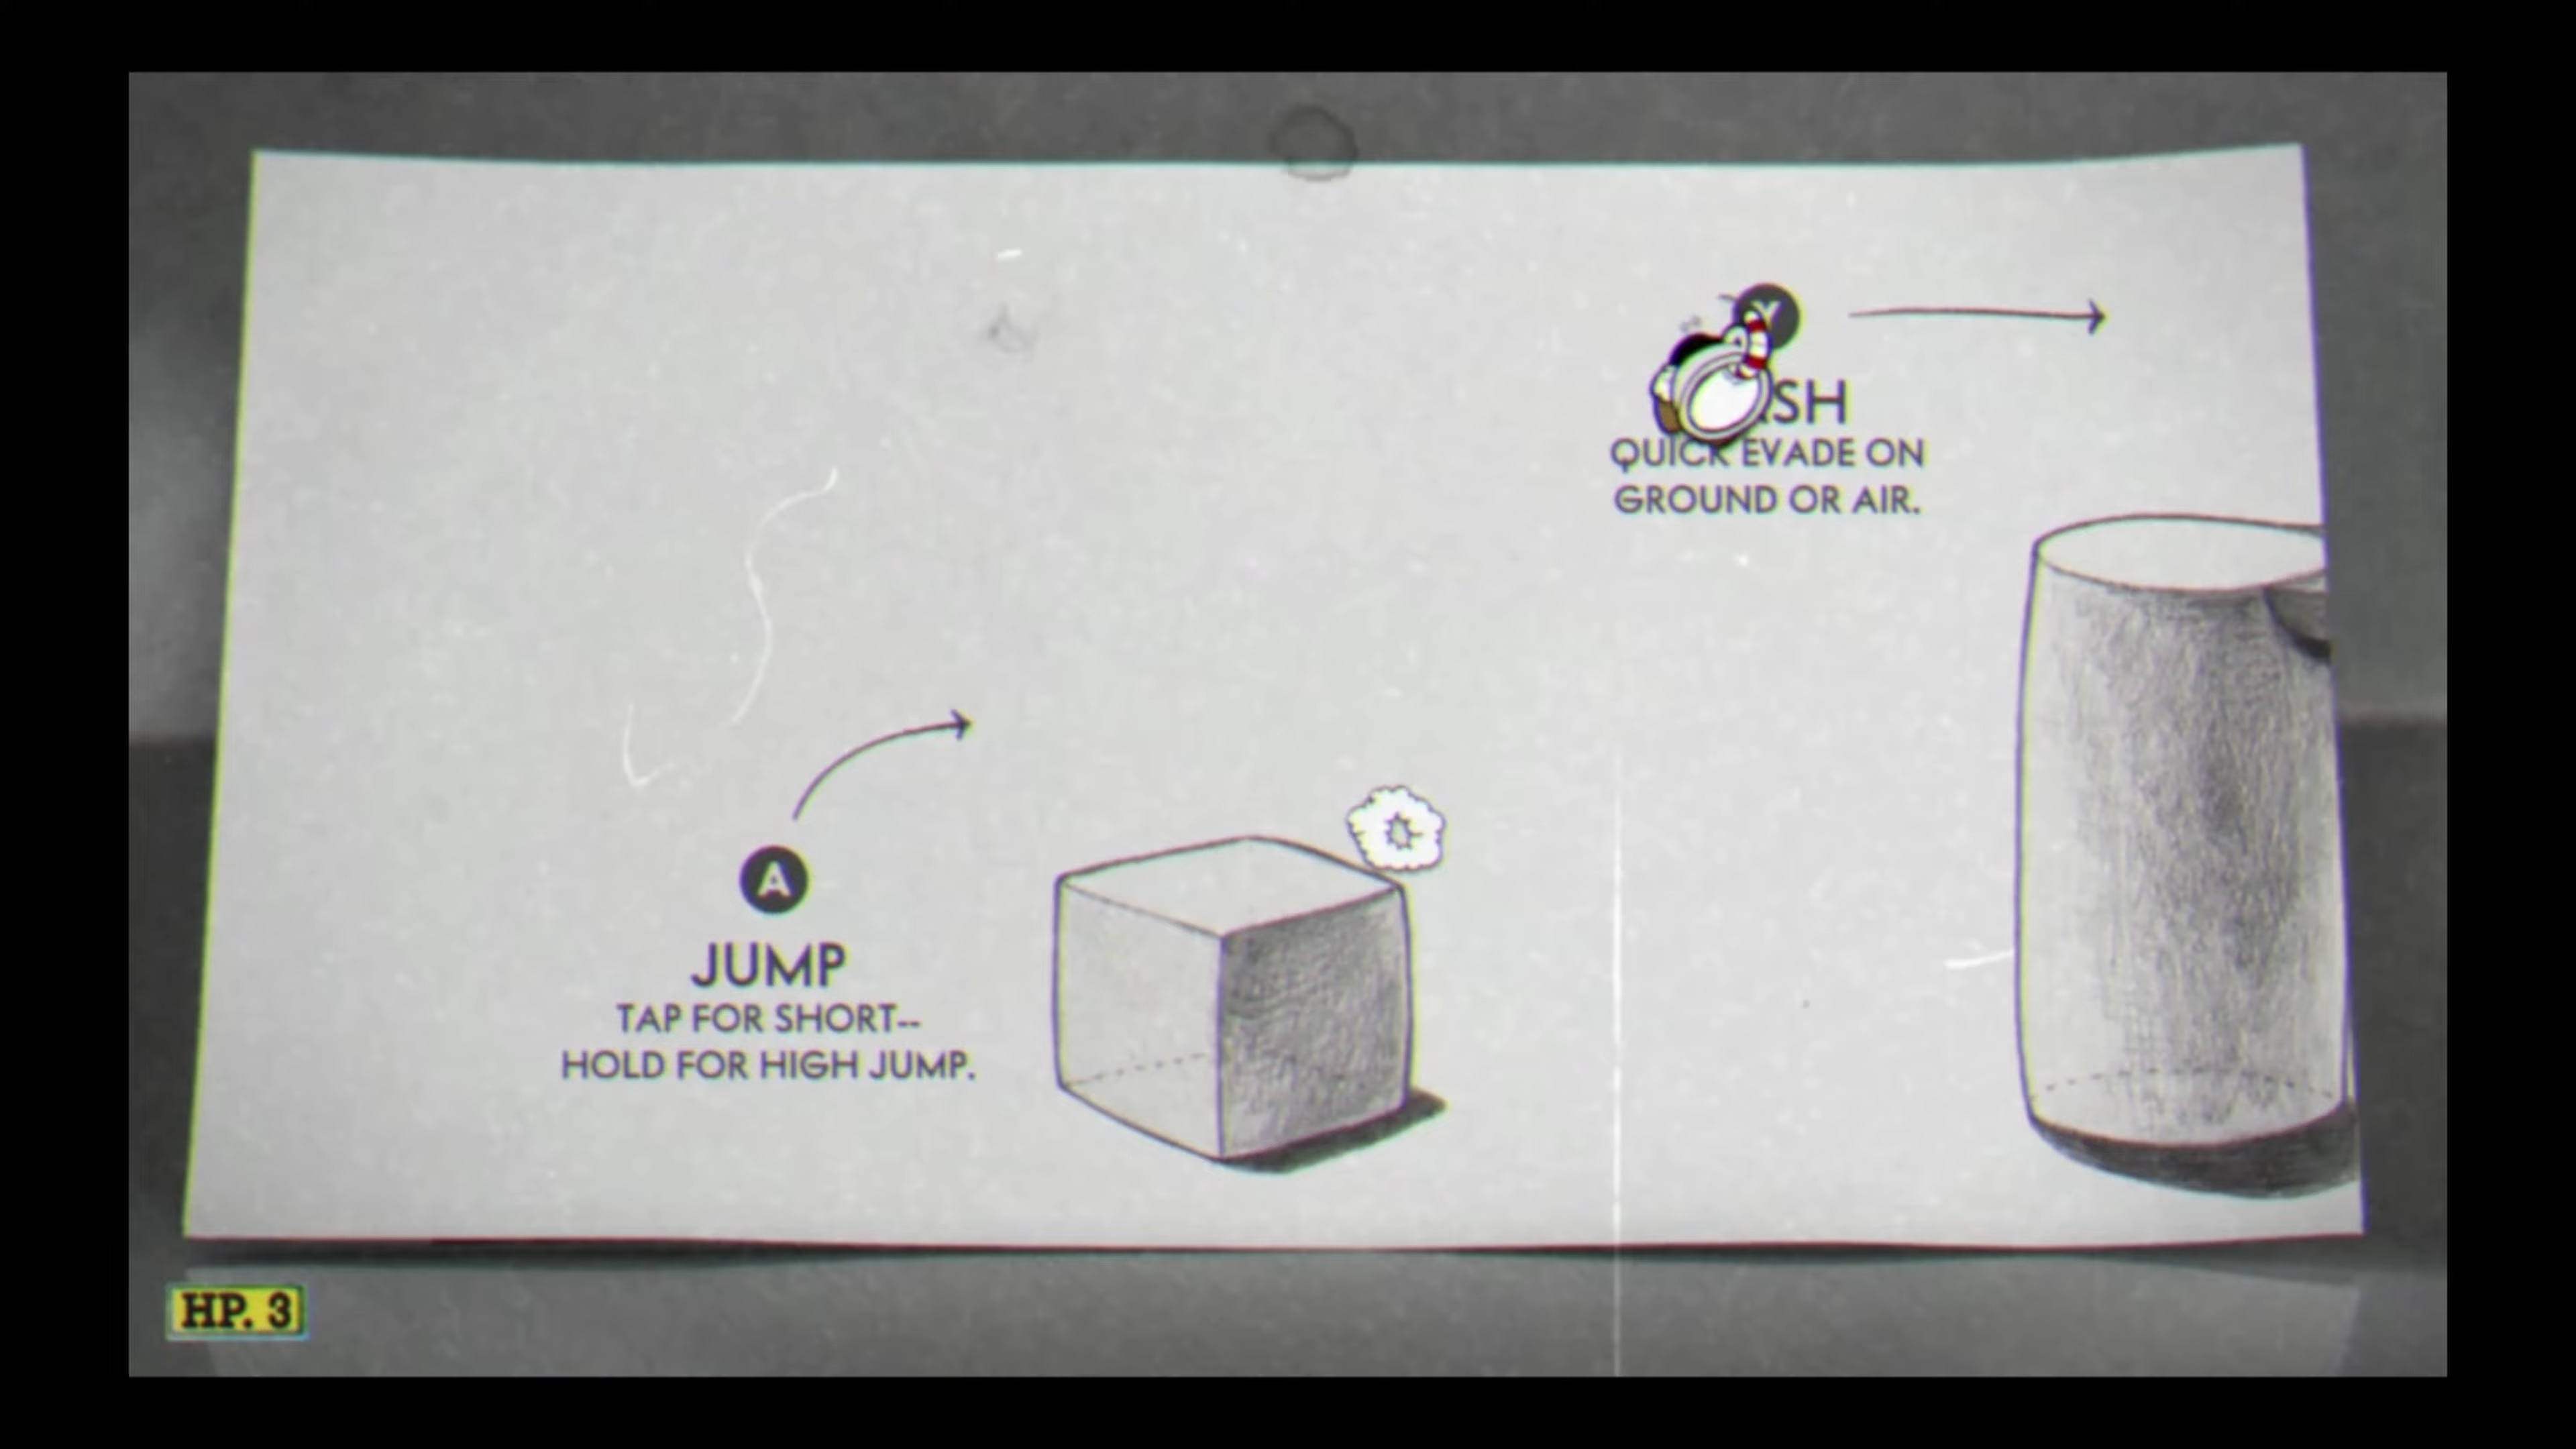 Y
SH
QUICK EVADE ON
GROUND OR AIR.
A
JUMP
TAP FOR SHORT--
HOLD FOR HIGH JUMP.
HP. 3